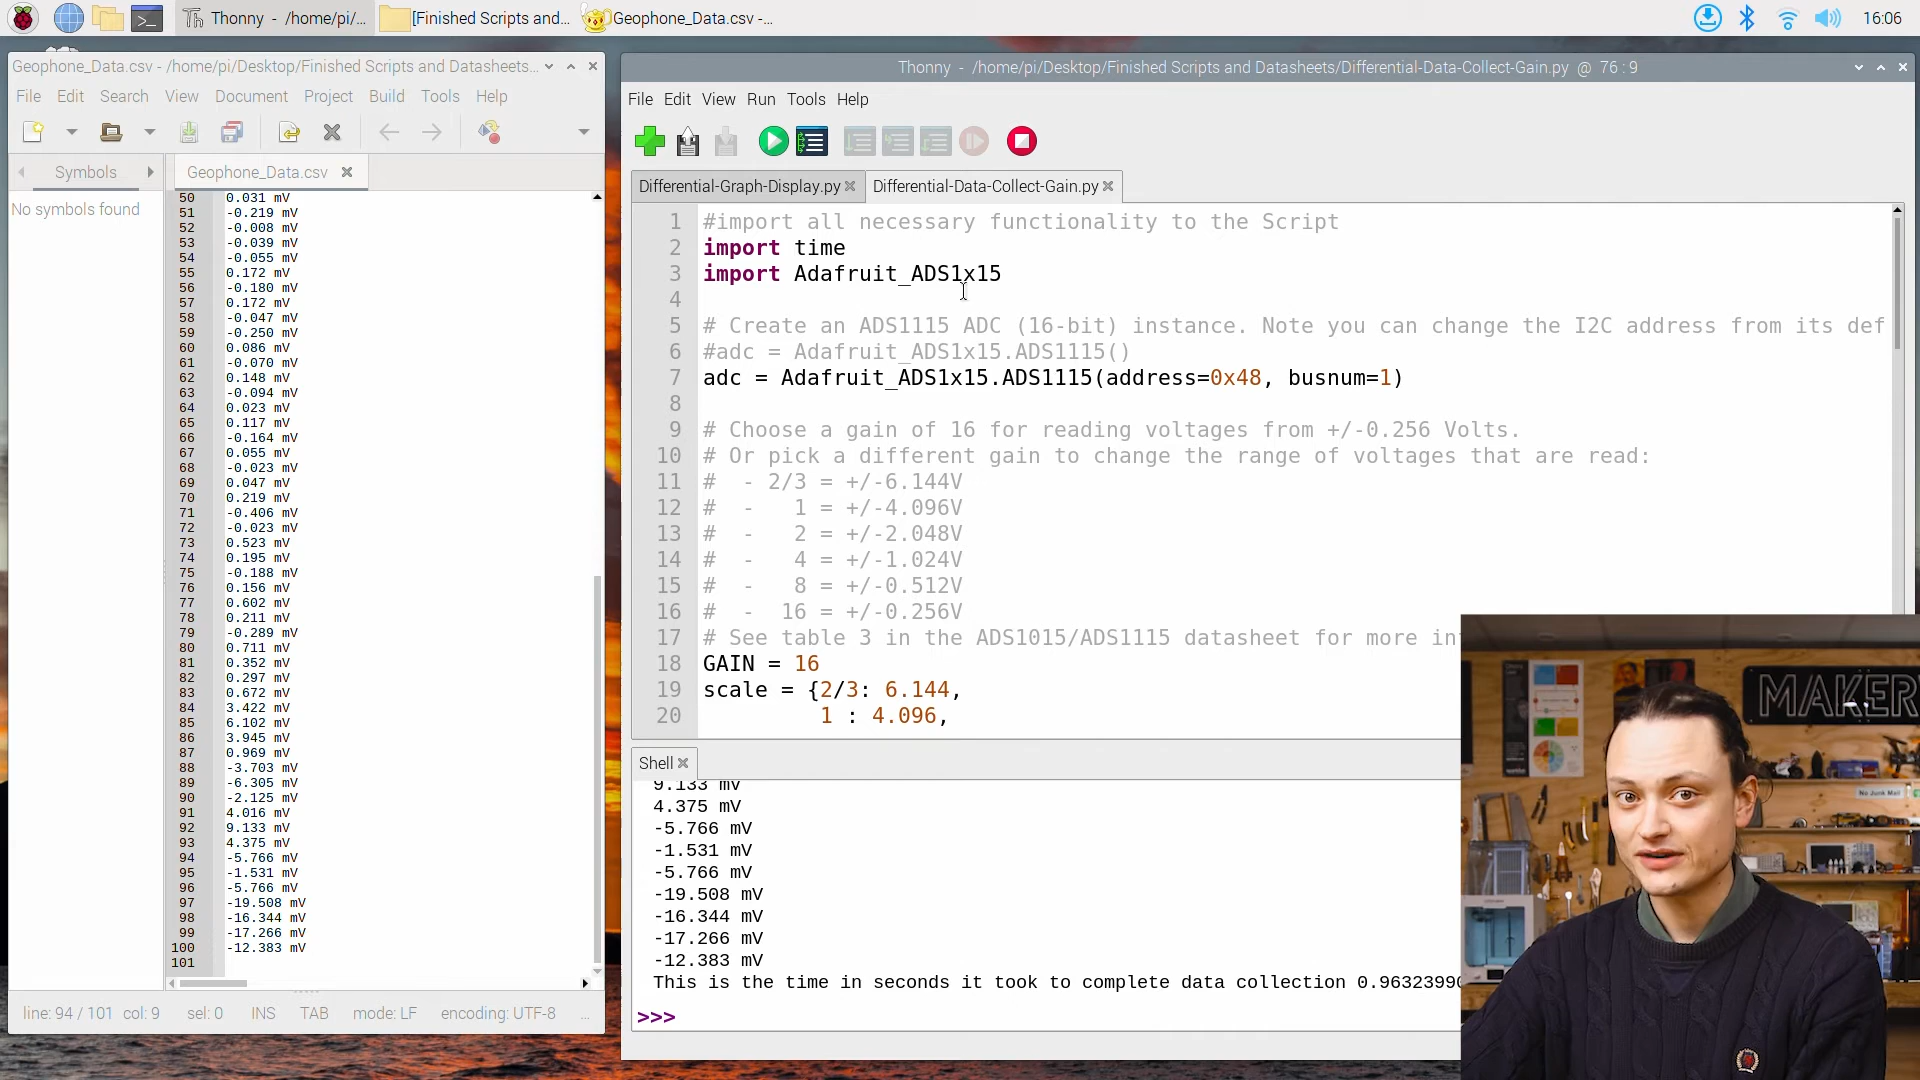 Thonny - /home/pi/...
[Finished Scripts and...
Geophone_Data.csv -...
16:06
Geophone_Data.csv - /home/pi/Desktop/Finished Scripts and Datasheets...
File Edit Search View Document Project Build Tools Help
Symbols
Geophone_Data.csv
No symbols found
50 0.031 mV
51 -0.219 mV
52 -0.008 mV
53 -0.039 mV
54 -0.055 mV
55 0.172 mV
56 -0.180 mV
57 0.172 mV
58 -0.047 mV
59 -0.250 mV
60 0.086 mV
61 -0.070 mV
62 0.148 mV
63 -0.094 mV
64 0.023 mV
65 0.117 mV
66 -0.164 mV
67 0.055 mV
68 -0.023 mV
69 0.047 mV
70 0.219 mV
71 -0.406 mV
72 -0.023 mV
73 0.523 mV
74 0.195 mV
75 -0.188 mV
76 0.156 mV
77 0.602 mV
78 0.211 mV
79 -0.289 mV
80 0.711 mV
81 0.352 mV
82 0.297 mV
83 0.672 mV
84 3.422 mV
85 6.102 mV
86 3.945 mV
87 0.969 mV
88 -3.703 mV
89 -6.305 mV
90 -2.125 mV
91 4.016 mV
92 9.133 mV
93 4.375 mV
94 -5.766 mV
95 -1.531 mV
96 -5.766 mV
97 -19.508 mV
98 -16.344 mV
99 -17.266 mV
100 -12.383 mV
101
line: 94 / 101 col: 9 sel: 0 INS TAB mode: LF encoding: UTF-8 ...
Thonny - /home/pi/Desktop/Finished Scripts and Datasheets/Differential-Data-Collect-Gain.py @ 76 : 9
File Edit View Run Tools Help
Differential-Graph-Display.py
Differential-Data-Collect-Gain.py
1 #import all necessary functionality to the Script
2 import time
3 import Adafruit_ADS1x15
4
5 # Create an ADS1115 ADC (16-bit) instance. Note you can change the I2C address from its def
6 #adc = Adafruit_ADS1x15.ADS1115()
7 adc = Adafruit_ADS1x15.ADS1115(address=0x48, busnum=1)
8
9 # Choose a gain of 16 for reading voltages from +/-0.256 Volts.
10 # Or pick a different gain to change the range of voltages that are read:
11 # - 2/3 = +/-6.144V
12 # - 1 = +/-4.096V
13 # - 2 = +/-2.048V
14 # - 4 = +/-1.024V
15 # - 8 = +/-0.512V
16 # - 16 = +/-0.256V
17 # See table 3 in the ADS1015/ADS1115 datasheet for more in
18 GAIN = 16
19 scale = {2/3: 6.144,
20 1 : 4.096,
Shell
9.133 mV
4.375 mV
-5.766 mV
-1.531 mV
-5.766 mV
-19.508 mV
-16.344 mV
-17.266 mV
-12.383 mV
This is the time in seconds it took to complete data collection 0.9632399
>>>
MAKER
No Junk Mail